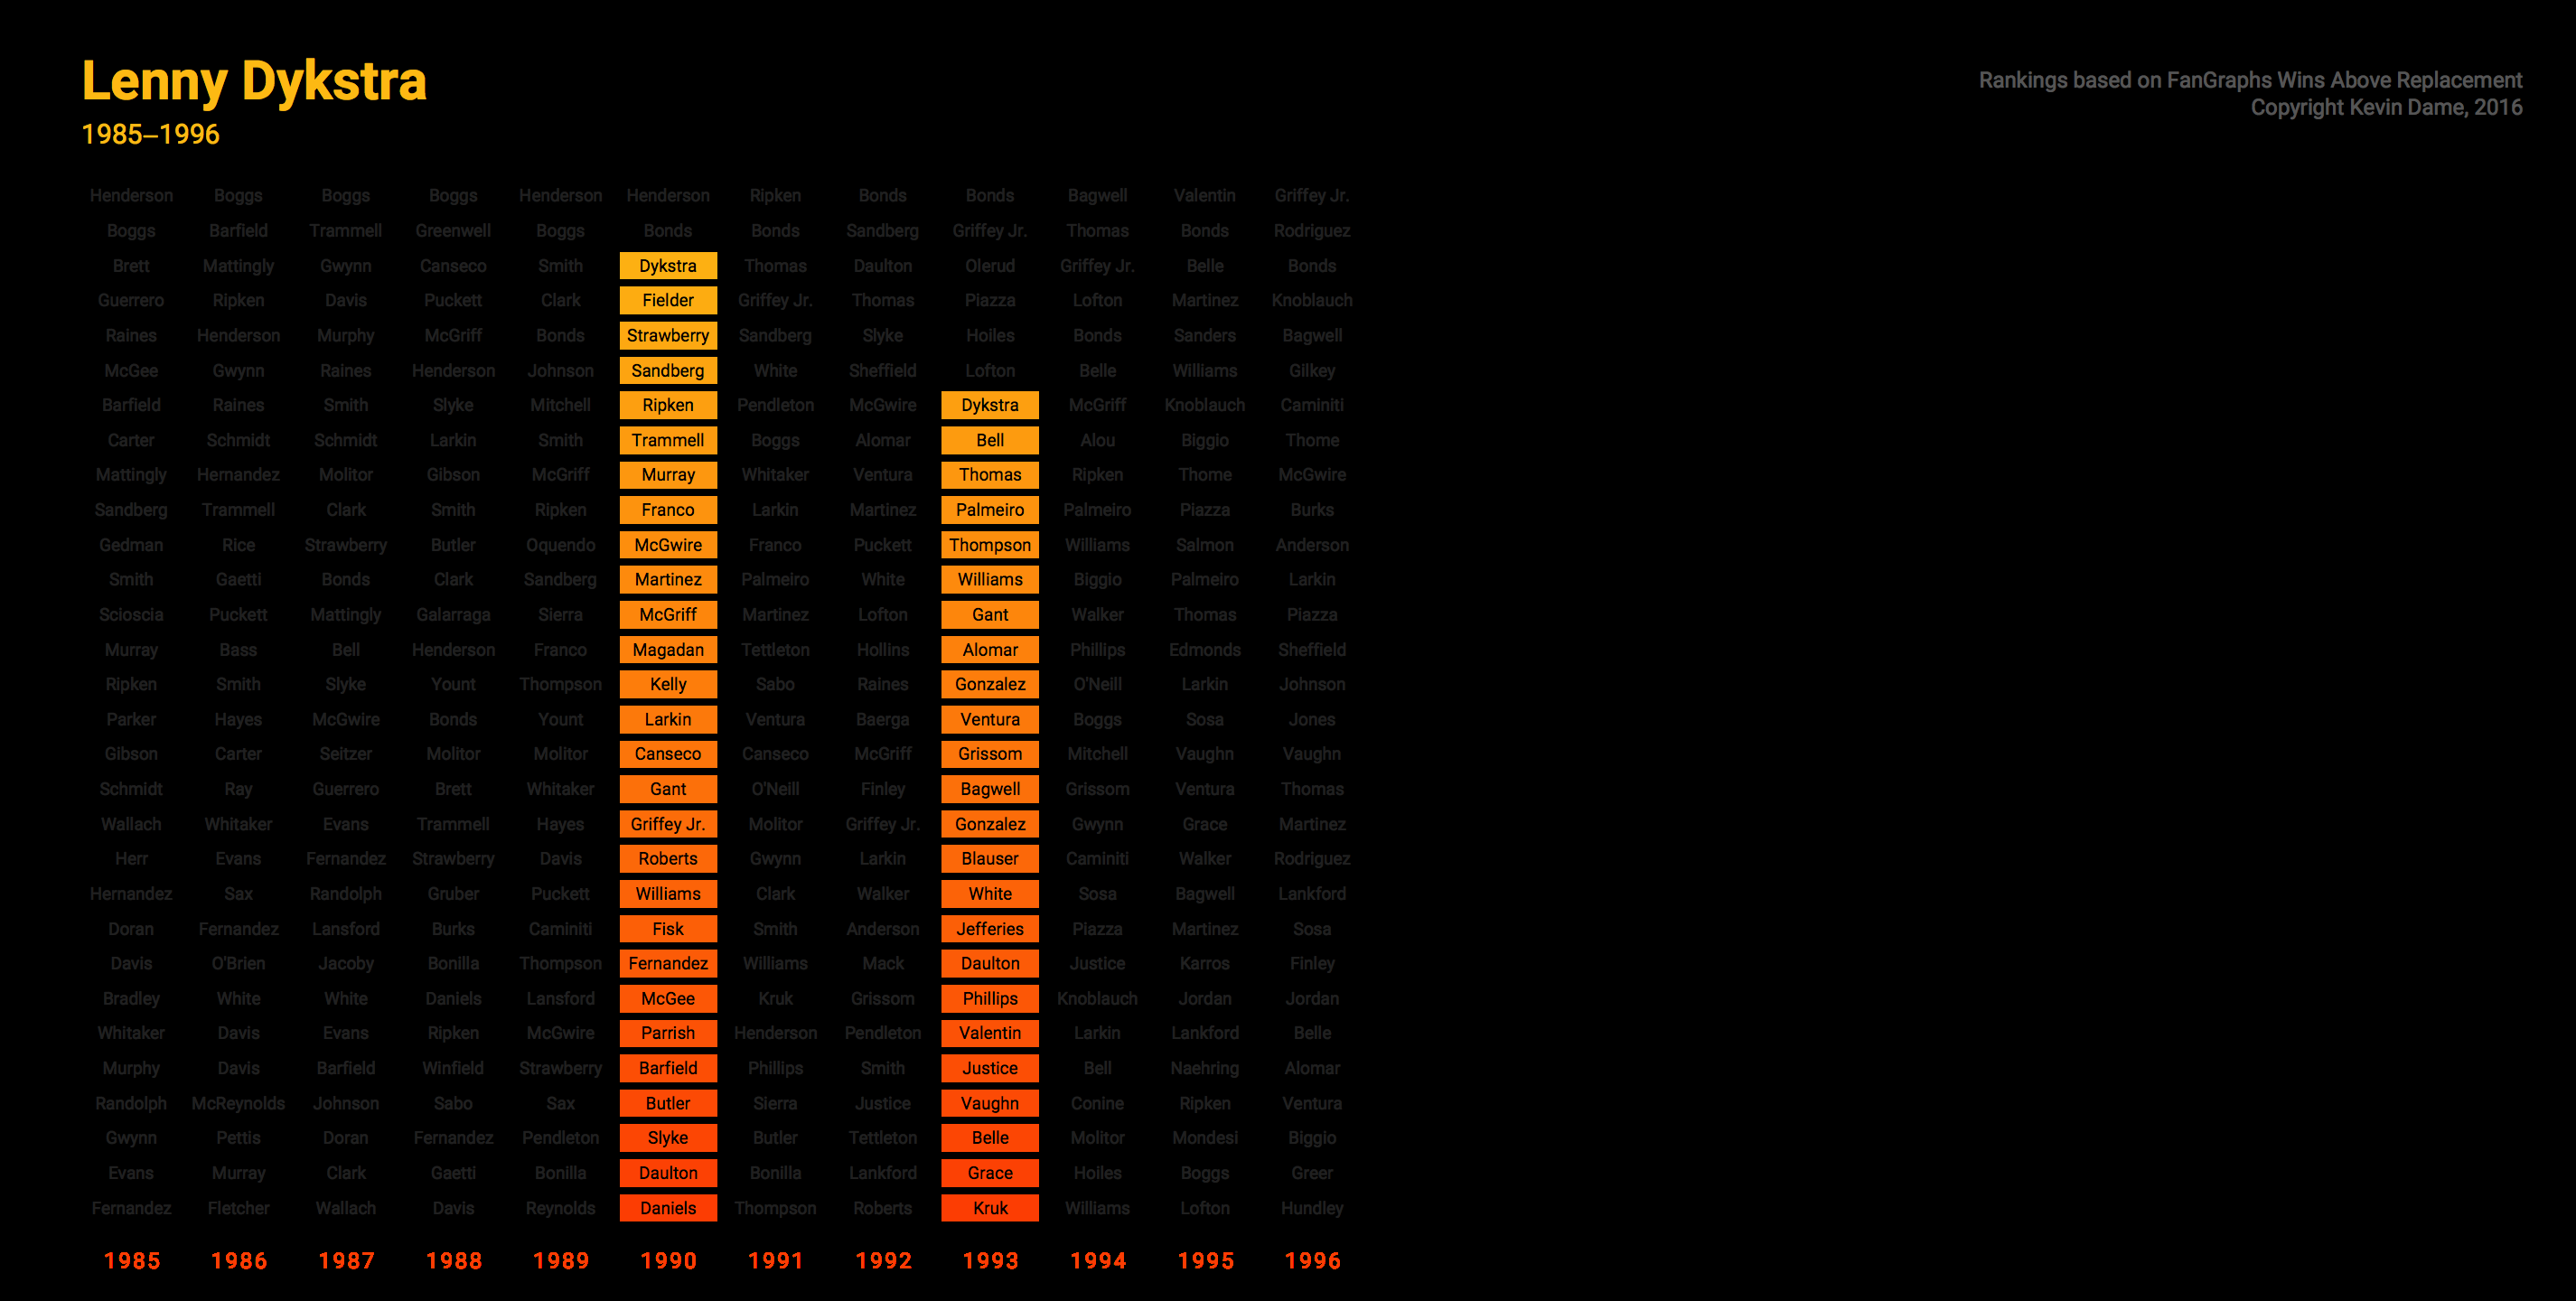 Lenny Dykstra
1985–1996
Rankings based on FanGraphs Wins Above Replacement
Copyright Kevin Dame, 2016
Henderson Boggs Boggs Boggs Henderson Henderson Ripken Bonds Bonds Bagwell Valentin Griffey Jr.
Boggs Barfield Trammell Greenwell Boggs Bonds Bonds Sandberg Griffey Jr. Thomas Bonds Rodriguez
Brett Mattingly Gwynn Canseco Smith Dykstra Thomas Daulton Olerud Griffey Jr. Belle Bonds
Guerrero Ripken Davis Puckett Clark Fielder Griffey Jr. Thomas Piazza Lofton Martinez Knoblauch
Raines Henderson Murphy McGriff Bonds Strawberry Sandberg Slyke Hoiles Bonds Sanders Bagwell
McGee Gwynn Raines Henderson Johnson Sandberg White Sheffield Lofton Belle Williams Gilkey
Barfield Raines Smith Slyke Mitchell Ripken Pendleton McGwire Dykstra McGriff Knoblauch Caminiti
Carter Schmidt Schmidt Larkin Smith Trammell Boggs Alomar Bell Alou Biggio Thome
Mattingly Hernandez Molitor Gibson McGriff Murray Whitaker Ventura Thomas Ripken Thome McGwire
Sandberg Trammell Clark Smith Ripken Franco Larkin Martinez Palmeiro Palmeiro Piazza Burks
Gedman Rice Strawberry Butler Oquendo McGwire Franco Puckett Thompson Williams Salmon Anderson
Smith Gaetti Bonds Clark Sandberg Martinez Palmeiro White Williams Biggio Palmeiro Larkin
Scioscia Puckett Mattingly Galarraga Sierra McGriff Martinez Lofton Gant Walker Thomas Piazza
Murray Bass Bell Henderson Franco Magadan Tettleton Hollins Alomar Phillips Edmonds Sheffield
Ripken Smith Slyke Yount Thompson Kelly Sabo Raines Gonzalez O'Neill Larkin Johnson
Parker Hayes McGwire Bonds Yount Larkin Ventura Baerga Ventura Boggs Sosa Jones
Gibson Carter Seitzer Molitor Molitor Canseco Canseco McGriff Grissom Mitchell Vaughn Vaughn
Schmidt Ray Guerrero Brett Whitaker Gant O'Neill Finley Bagwell Grissom Ventura Thomas
Wallach Whitaker Evans Trammell Hayes Griffey Jr. Molitor Griffey Jr. Gonzalez Gwynn Grace Martinez
Herr Evans Fernandez Strawberry Davis Roberts Gwynn Larkin Blauser Caminiti Walker Rodriguez
Hernandez Sax Randolph Gruber Puckett Williams Clark Walker White Sosa Bagwell Lankford
Doran Fernandez Lansford Burks Caminiti Fisk Smith Anderson Jefferies Piazza Martinez Sosa
Davis O'Brien Jacoby Bonilla Thompson Fernandez Williams Mack Daulton Justice Karros Finley
Bradley White White Daniels Lansford McGee Kruk Grissom Phillips Knoblauch Jordan Jordan
Whitaker Davis Evans Ripken McGwire Parrish Henderson Pendleton Valentin Larkin Lankford Belle
Murphy Davis Barfield Winfield Strawberry Barfield Phillips Smith Justice Bell Naehring Alomar
Randolph McReynolds Johnson Sabo Sax Butler Sierra Justice Vaughn Conine Ripken Ventura
Gwynn Pettis Doran Fernandez Pendleton Slyke Butler Tettleton Belle Molitor Mondesi Biggio
Evans Murray Clark Gaetti Bonilla Daulton Bonilla Lankford Grace Hoiles Boggs Greer
Fernandez Fletcher Wallach Davis Reynolds Daniels Thompson Roberts Kruk Williams Lofton Hundley
1985 1986 1987 1988 1989 1990 1991 1992 1993 1994 1995 1996